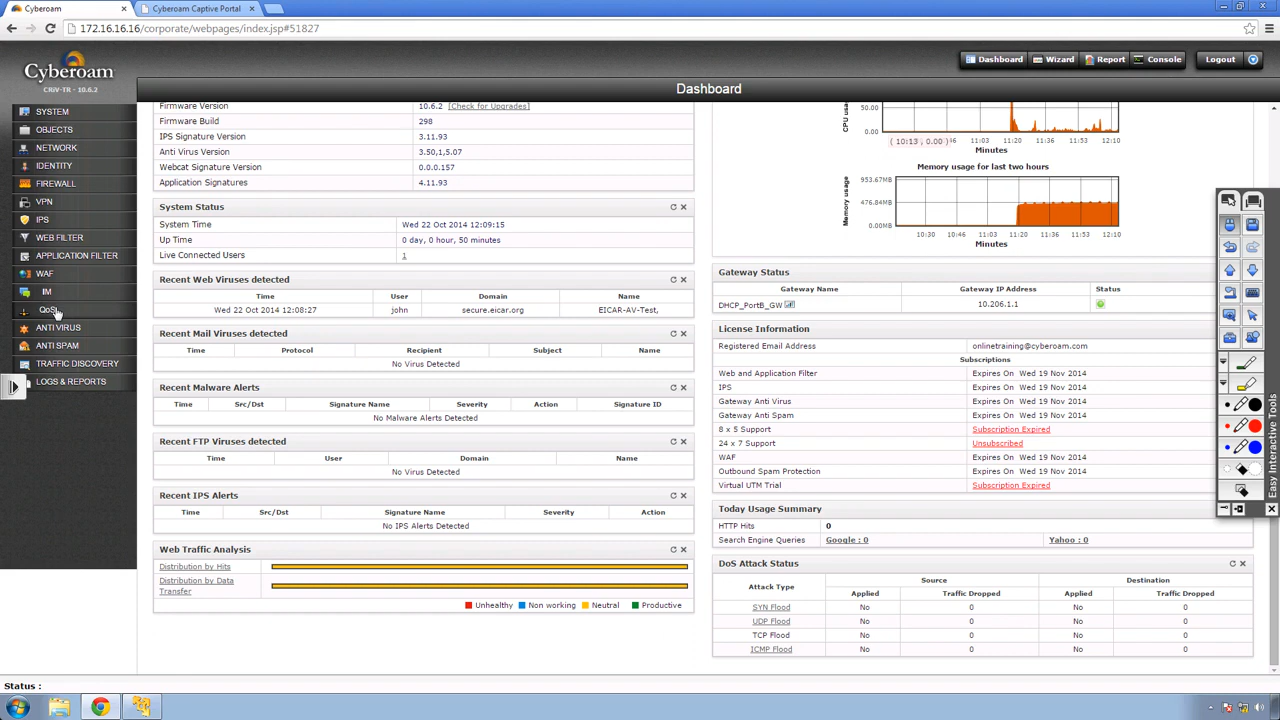 Cyberoam
Cyberoam Captive Portal
172.16.16.16/corporate/webpages/index.jsp#51827
Cyberoam
CRiV-TR - 10.6.2
Dashboard Wizard Report Console Logout
Dashboard
SYSTEM
OBJECTS
NETWORK
IDENTITY
FIREWALL
VPN
IPS
WEB FILTER
APPLICATION FILTER
WAF
IM
QoS
ANTI VIRUS
ANTI SPAM
TRAFFIC DISCOVERY
LOGS & REPORTS
Firmware Version 10.6.2 [Check for Upgrades]
Firmware Build 298
IPS Signature Version 3.11.93
Anti Virus Version 3.50,1,5.07
Webcat Signature Version 0.0.0.157
Application Signatures 4.11.93
System Status
System Time Wed 22 Oct 2014 12:09:15
Up Time 0 day, 0 hour, 50 minutes
Live Connected Users 1
Recent Web Viruses detected
Time User Domain Name
Wed 22 Oct 2014 12:08:27 john secure.eicar.org EICAR-AV-Test,
Recent Mail Viruses detected
Time Protocol Recipient Subject Name
No Virus Detected
Recent Malware Alerts
Time Src/Dst Signature Name Severity Action Signature ID
No Malware Alerts Detected
Recent FTP Viruses detected
Time User Domain Name
No Virus Detected
Recent IPS Alerts
Time Src/Dst Signature Name Severity Action
No IPS Alerts Detected
Web Traffic Analysis
Distribution by Hits
Distribution by Data
Transfer
Unhealthy Non working Neutral Productive
CPU usa
50.00
0.00
( 10:13 , 0.00 )
11:04 11:20 11:36 11:54 12:10
Minutes
Memory usage for last two hours
Memory usage
953.67MB
476.84MB
0.00MB
10:30 10:46 11:03 11:20 11:36 11:53 12:10
Minutes
Gateway Status
Gateway Name Gateway IP Address Status
DHCP_PortB_GW 10.206.1.1
License Information
Registered Email Address onlinetraining@cyberoam.com
Subscriptions
Web and Application Filter Expires On Wed 19 Nov 2014
IPS Expires On Wed 19 Nov 2014
Gateway Anti Virus Expires On Wed 19 Nov 2014
Gateway Anti Spam Expires On Wed 19 Nov 2014
8 x 5 Support Subscription Expired
24 x 7 Support Unsubscribed
WAF Expires On Wed 19 Nov 2014
Outbound Spam Protection Expires On Wed 19 Nov 2014
Virtual UTM Trial Subscription Expired
Today Usage Summary
HTTP Hits 0
Search Engine Queries Google : 0 Yahoo : 0
DoS Attack Status
Attack Type Source Destination
Applied Traffic Dropped Applied Traffic Dropped
SYN Flood No 0 No 0
UDP Flood No 0 No 0
TCP Flood No 0 No 0
ICMP Flood No 0 No 0
Easy Interactive Tools
Status :